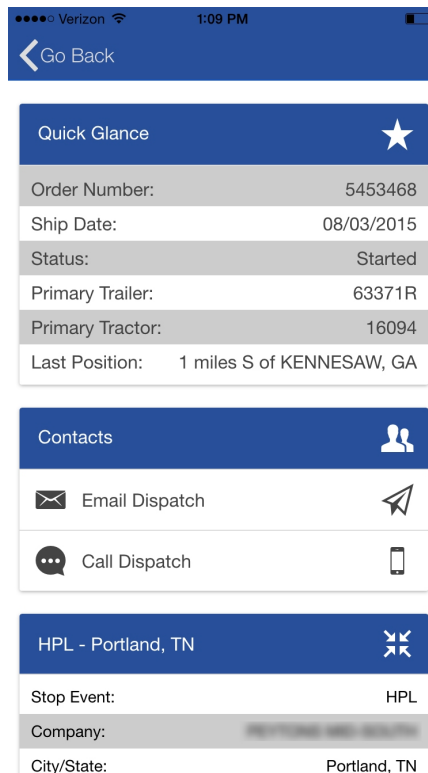 Verizon 1:09 PM
Go Back
Quick Glance
Order Number: 5453468
Ship Date: 08/03/2015
Status: Started
Primary Trailer: 63371R
Primary Tractor: 16094
Last Position: 1 miles S of KENNESAW, GA
Contacts
Email Dispatch
Call Dispatch
HPL - Portland, TN
Stop Event: HPL
Company:
City/State: Portland, TN